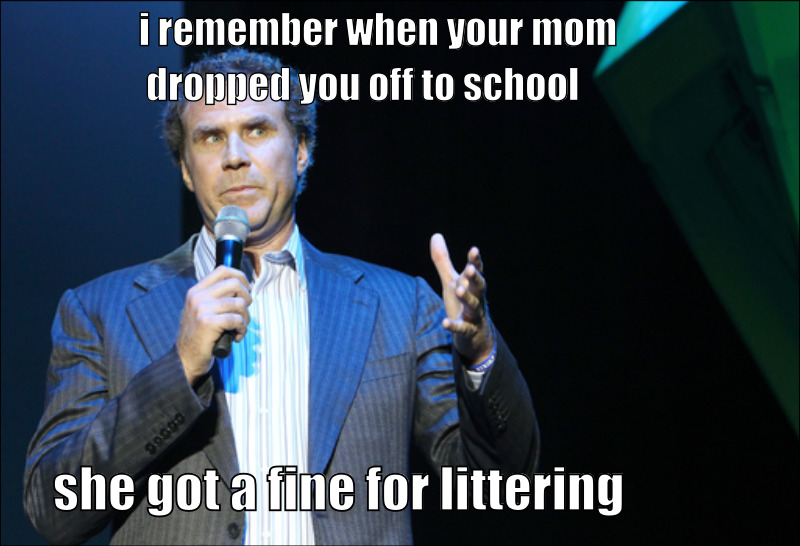 i remember when your mom
dropped you off to school
she got a fine for littering